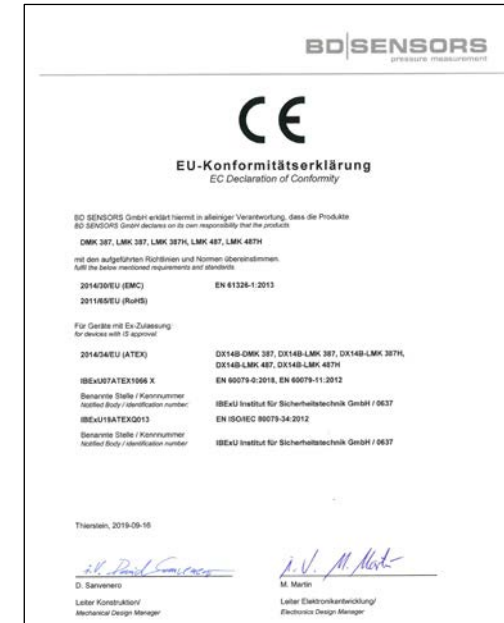 BD|SENSORS
pressure measurement
CE
EU-Konformitätserklärung
EC Declaration of Conformity
BD SENSORS GmbH erklärt hiermit in alleiniger Verantwortung, dass die Produkte
BD SENSORS GmbH declares on its own responsibility that the products
DMK 387, LMK 387, LMK 387H, LMK 487, LMK 487H
mit den aufgeführten Richtlinien und Normen übereinstimmen.
fulfil the below mentioned requirements and standards.
2014/30/EU (EMC) EN 61326-1:2013
2011/65/EU (RoHS)
Für Geräte mit Ex-Zulassung:
for devices with IS approval:
2014/34/EU (ATEX) DX14B-DMK 387, DX14B-LMK 387, DX14B-LMK 387H,
DX14B-LMK 487, DX14B-LMK 487H
IBExU07ATEX1066 X EN 60079-0:2018, EN 60079-11:2012
Benannte Stelle / Kennnummer
Notified Body / identification number: IBExU Institut für Sicherheitstechnik GmbH / 0637
IBExU19ATEXQ013 EN ISO/IEC 80079-34:2012
Benannte Stelle / Kennnummer
Notified Body / identification number IBExU Institut für Sicherheitstechnik GmbH / 0637
Thierstein, 2019-09-16
i.V. David Sanvenero i.V. M. Martin
D. Sanvenero M. Martin
Leiter Konstruktion/ Leiter Elektronikentwicklung/
Mechanical Design Manager Electronics Design Manager